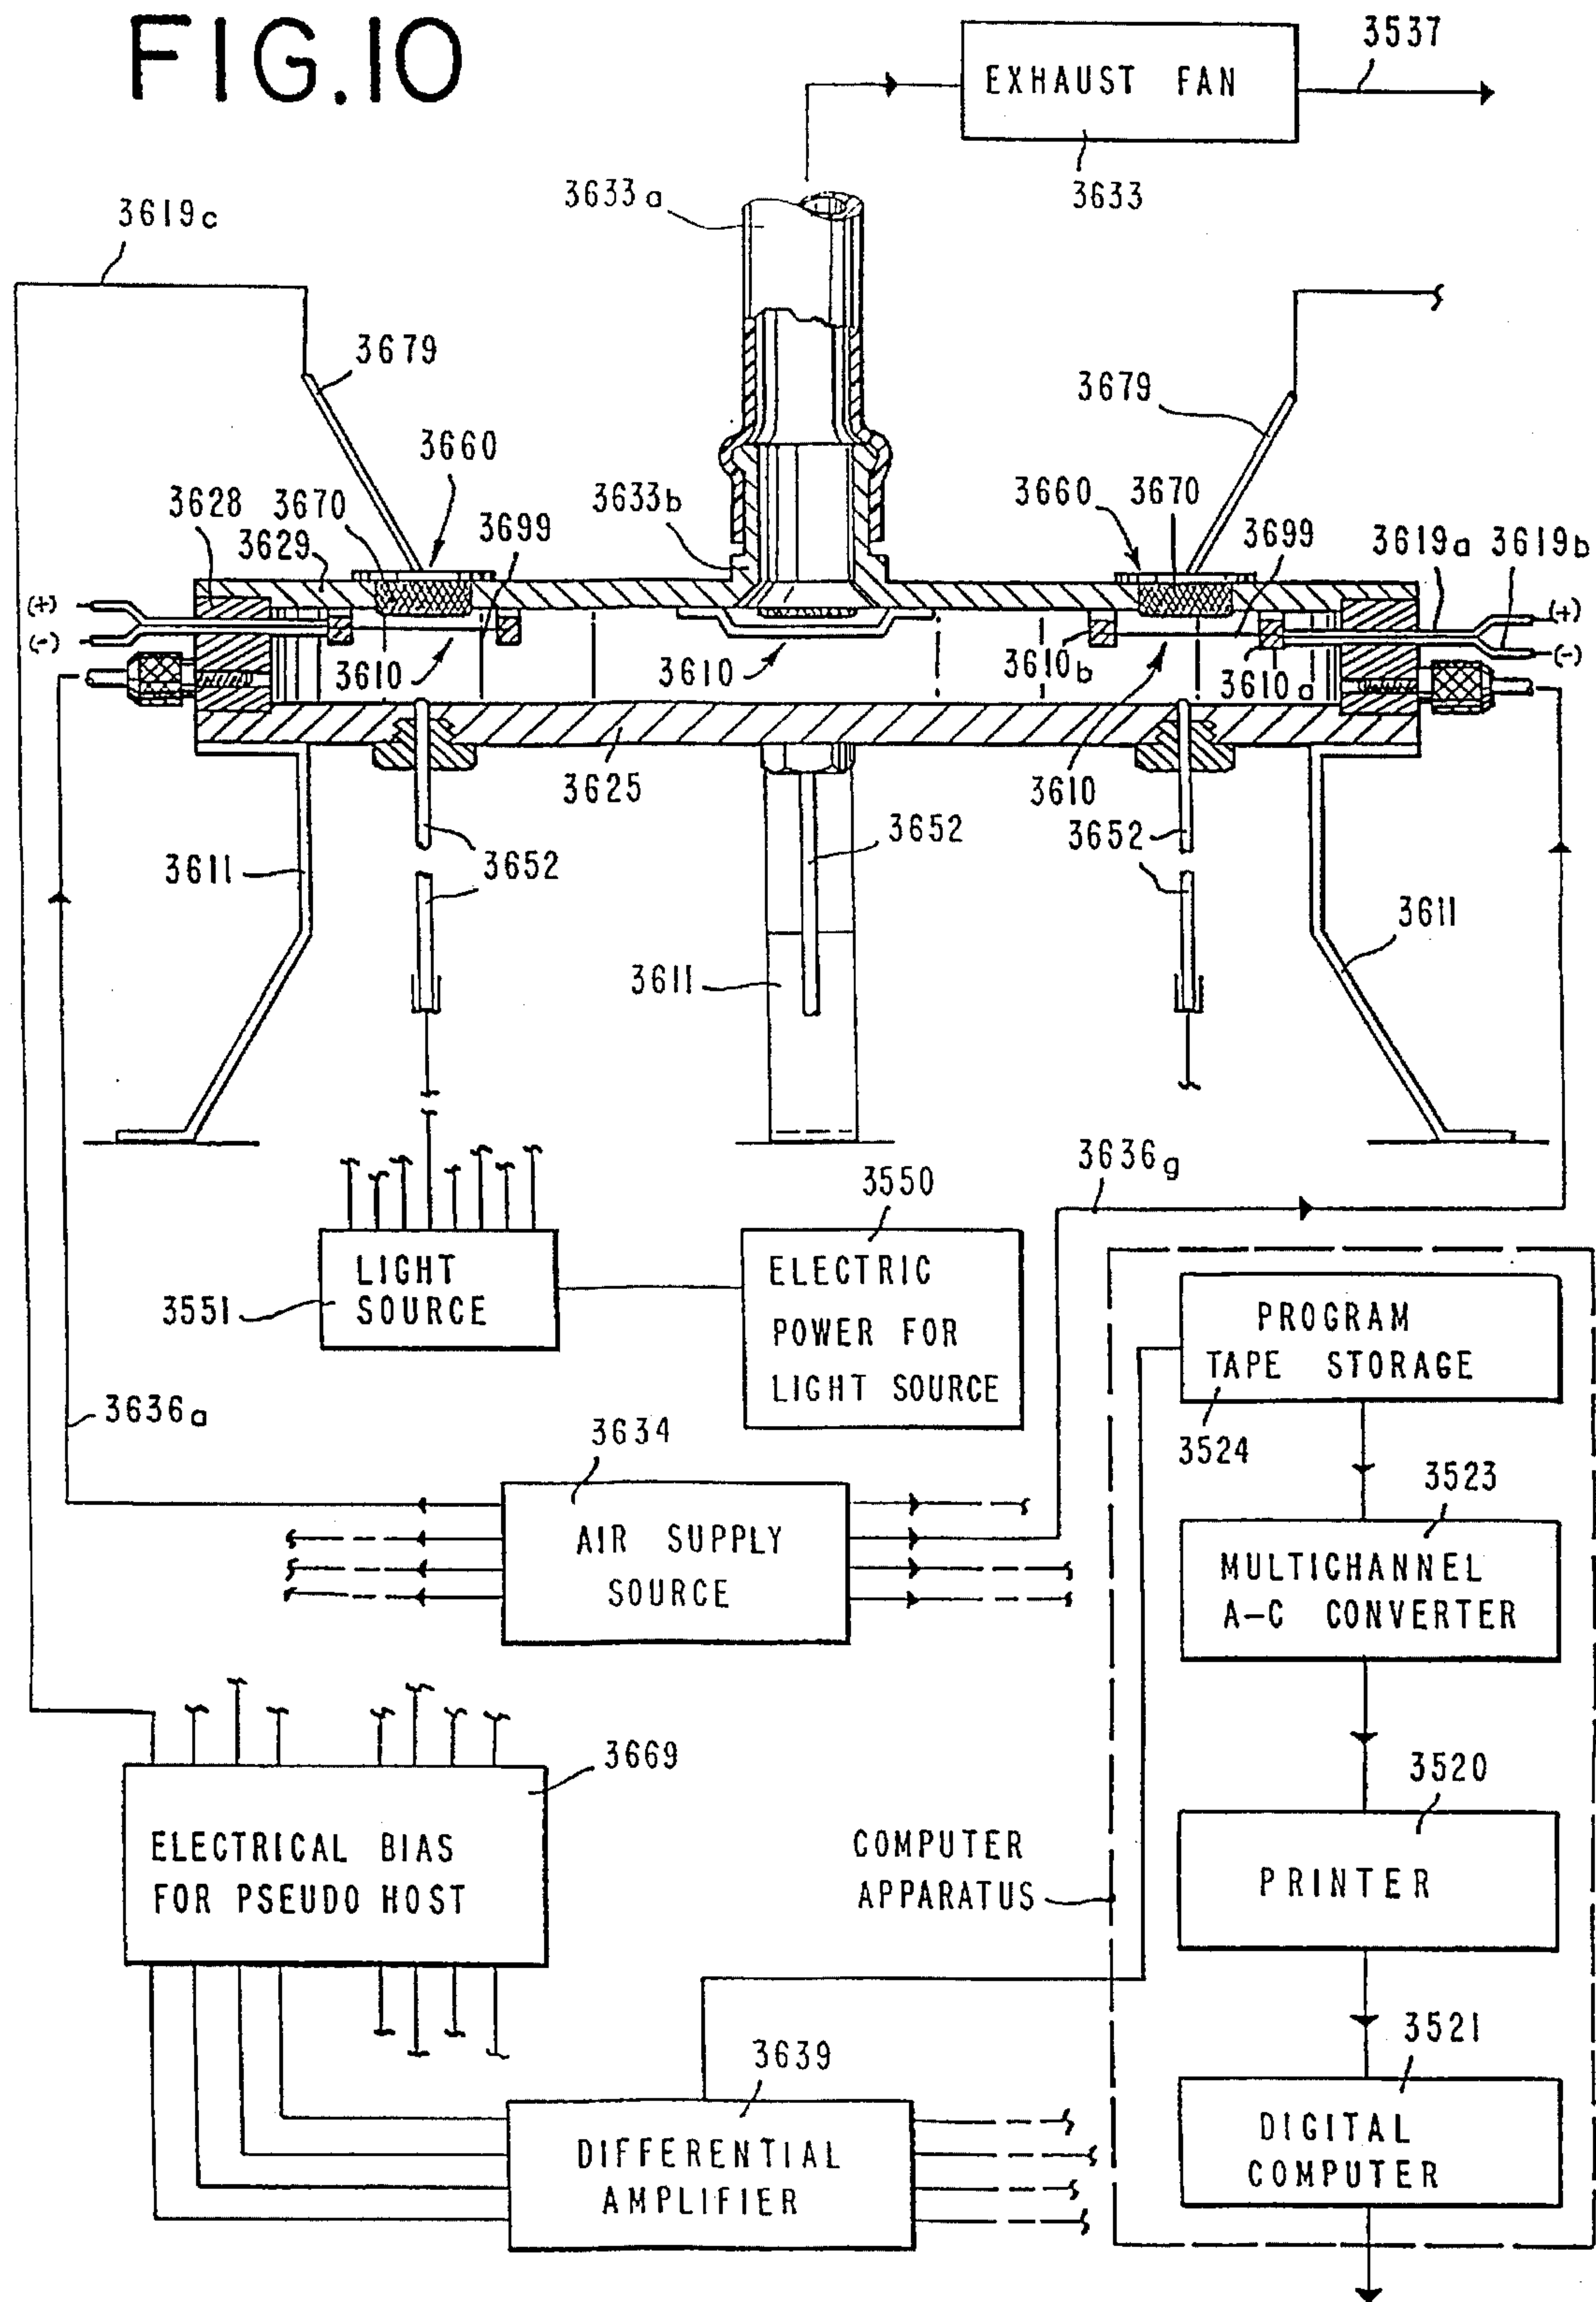 FIG.10
EXHAUST FAN
3537
3633
3633a
3619c
3679
3679
3660
3628
3629
3670
3699
3633b
3660
3670
3699
3619a
3619b
(+)
(-)
(+)
(-)
3610
3610
3610b
3610
3610a
3625
3652
3652
3652
3652
3611
3611
3611
3636g
3550
LIGHT
SOURCE
3551
ELECTRIC
POWER FOR
LIGHT SOURCE
PROGRAM
TAPE STORAGE
3524
3636a
3634
AIR SUPPLY
SOURCE
3523
MULTICHANNEL
A-C CONVERTER
3669
ELECTRICAL BIAS
FOR PSEUDO HOST
COMPUTER
APPARATUS
3520
PRINTER
3639
DIFFERENTIAL
AMPLIFIER
3521
DIGITAL
COMPUTER